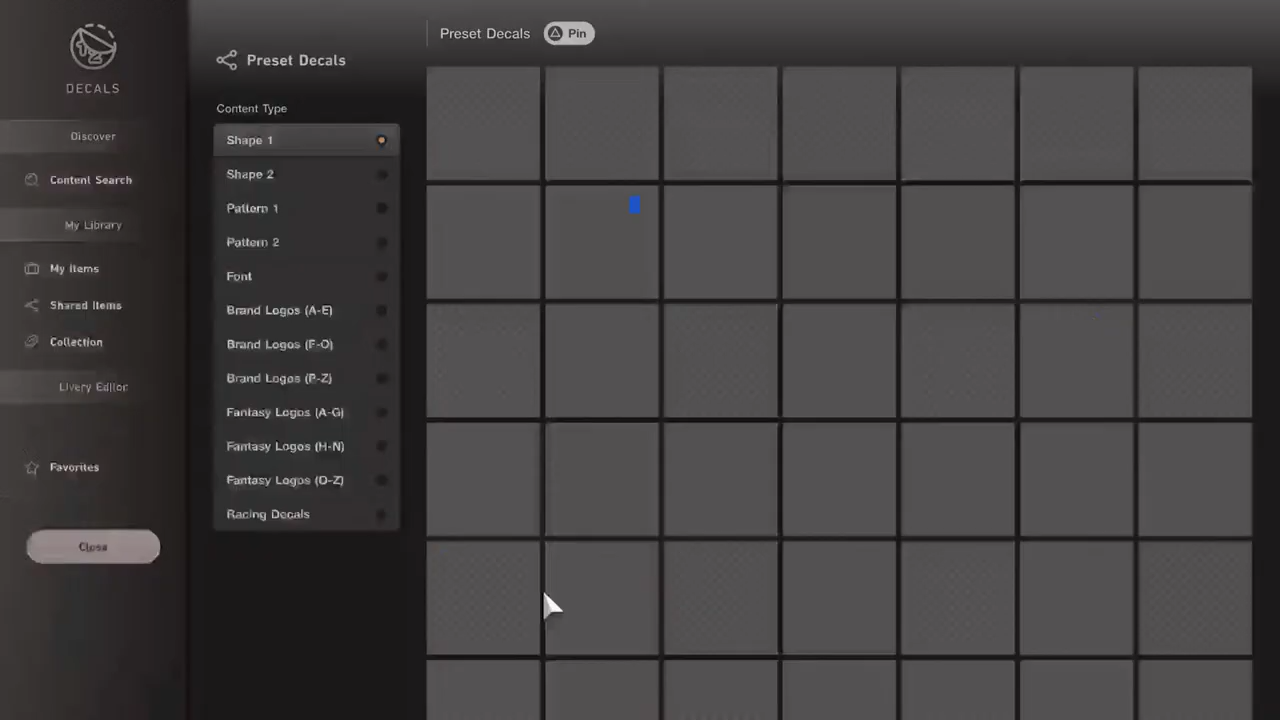 DECALS
Discover
Content Search
My Library
My Items
Shared Items
Collection
Livery Editor
Favorites
Close
Preset Decals
Content Type
Shape 1
Shape 2
Pattern 1
Pattern 2
Font
Brand Logos (A-E)
Brand Logos (F-O)
Brand Logos (P-Z)
Fantasy Logos (A-G)
Fantasy Logos (H-N)
Fantasy Logos (O-Z)
Racing Decals
Preset Decals Pin